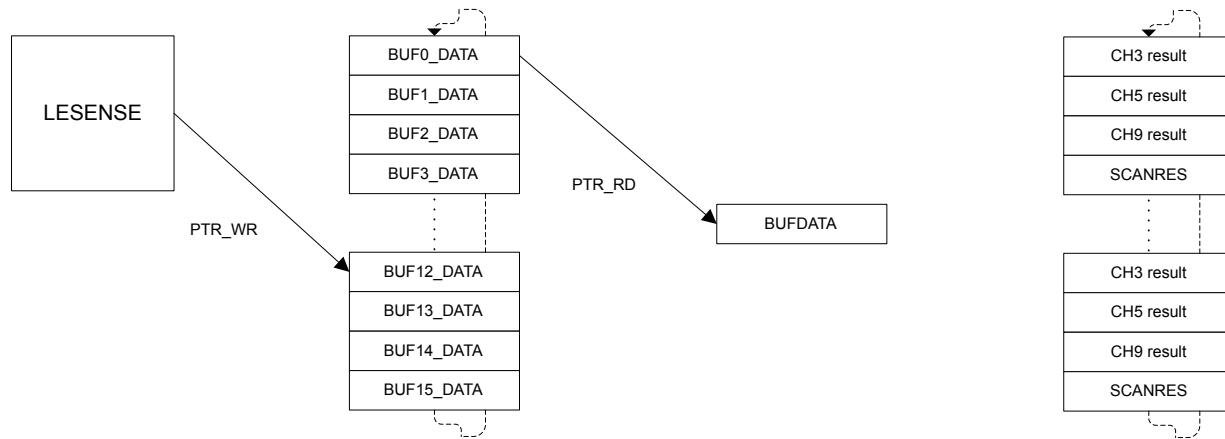 LESENSE
PTR_WR
BUF0_DATA
BUF1_DATA
BUF2_DATA
BUF3_DATA
BUF12_DATA
BUF13_DATA
BUF14_DATA
BUF15_DATA
PTR_RD
BUFDATA
CH3 result
CH5 result
CH9 result
SCANRES
CH3 result
CH5 result
CH9 result
SCANRES